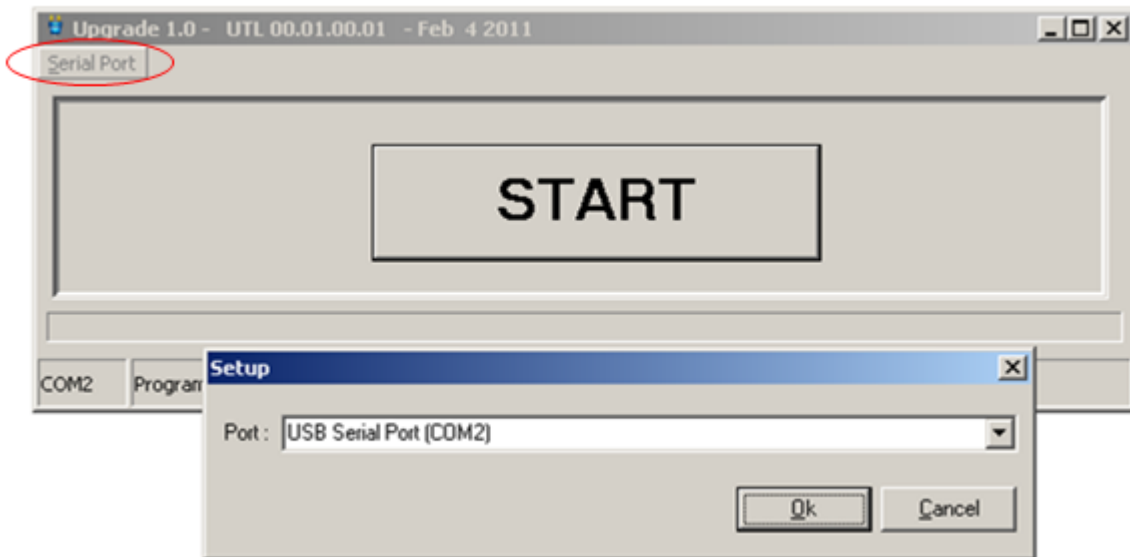 Upgrade 1.0 - UTL 00.01.00.01 - Feb 4 2011
Serial Port
START
COM2
Setup
Port : USB Serial Port (COM2)
Ok Cancel